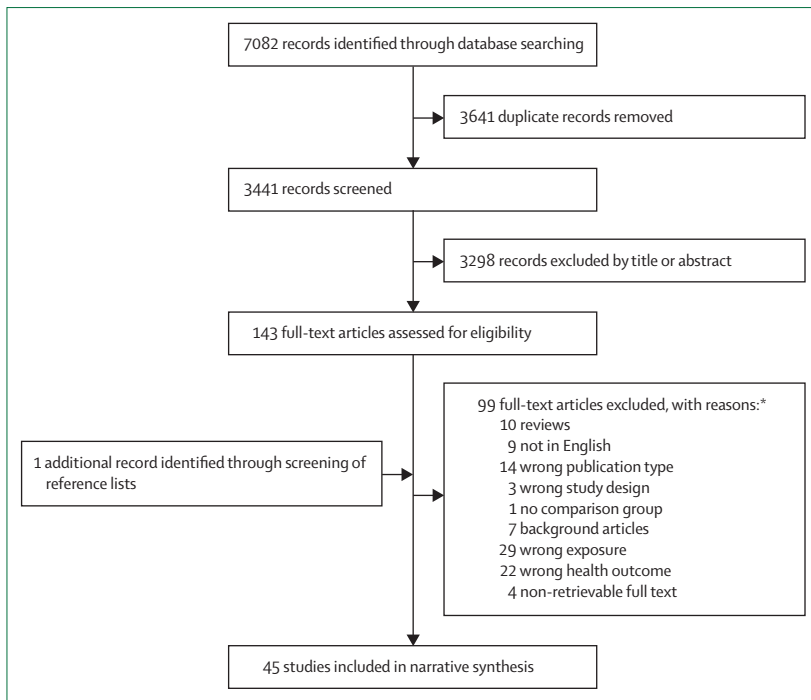 7082 records identified through database searching
3641 duplicate records removed
3441 records screened
3298 records excluded by title or abstract
143 full-text articles assessed for eligibility
1 additional record identified through screening of
reference lists
99 full-text articles excluded, with reasons:*
10 reviews
9 not in English
14 wrong publication type
3 wrong study design
1 no comparison group
7 background articles
29 wrong exposure
22 wrong health outcome
4 non-retrievable full text
45 studies included in narrative synthesis